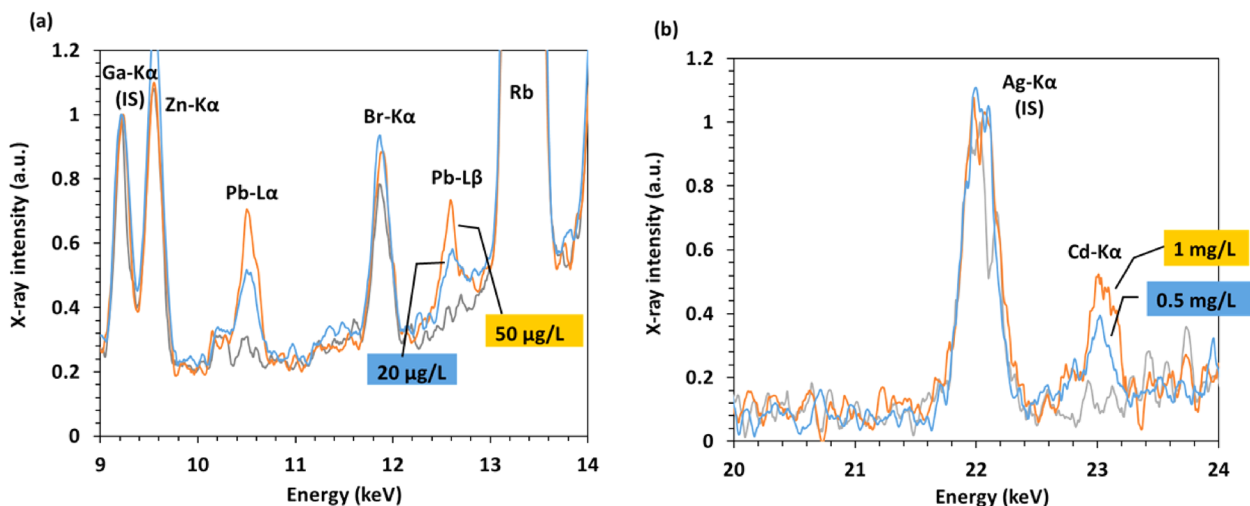 (a)
X-ray intensity (a.u.)
1.2
1
0.8
0.6
0.4
0.2
0
Ga-Kα
(IS)
Zn-Kα
Pb-Lα
Br-Kα
Pb-Lβ
Rb
20 μg/L
50 μg/L
9
10
11
12
13
14
Energy (keV)
(b)
X-ray intensity (a.u.)
1.2
1
0.8
0.6
0.4
0.2
0
Ag-Kα
(IS)
Cd-Kα
1 mg/L
0.5 mg/L
20
21
22
23
24
Energy (keV)